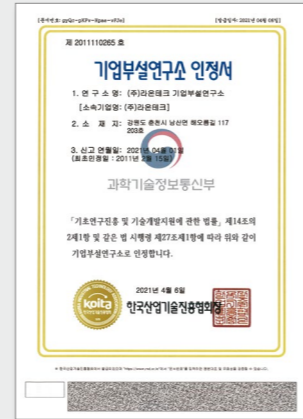 제 2011110265 호
기업부설연구소 인정서
1. 연 구 소 명: (주)라온테크 기업부설연구소
[소속기업명: (주)라온테크]
2. 소 재 지: 강원도 춘천시 남산면 해오름길 117
203
3. 신고 연월일: 2021년 04월 01일
(최초인정일 : 2011년 2월 15일)
과학기술정보통신부
「기초연구진흥 및 기술개발지원에 관한 법률」 제14조의
2제1항 및 같은 법 시행령 제27조제1항에 따라 위와 같이
기업부설연구소로 인정합니다.
2021년 4월 6일
koita
한국산업기술진흥협회장